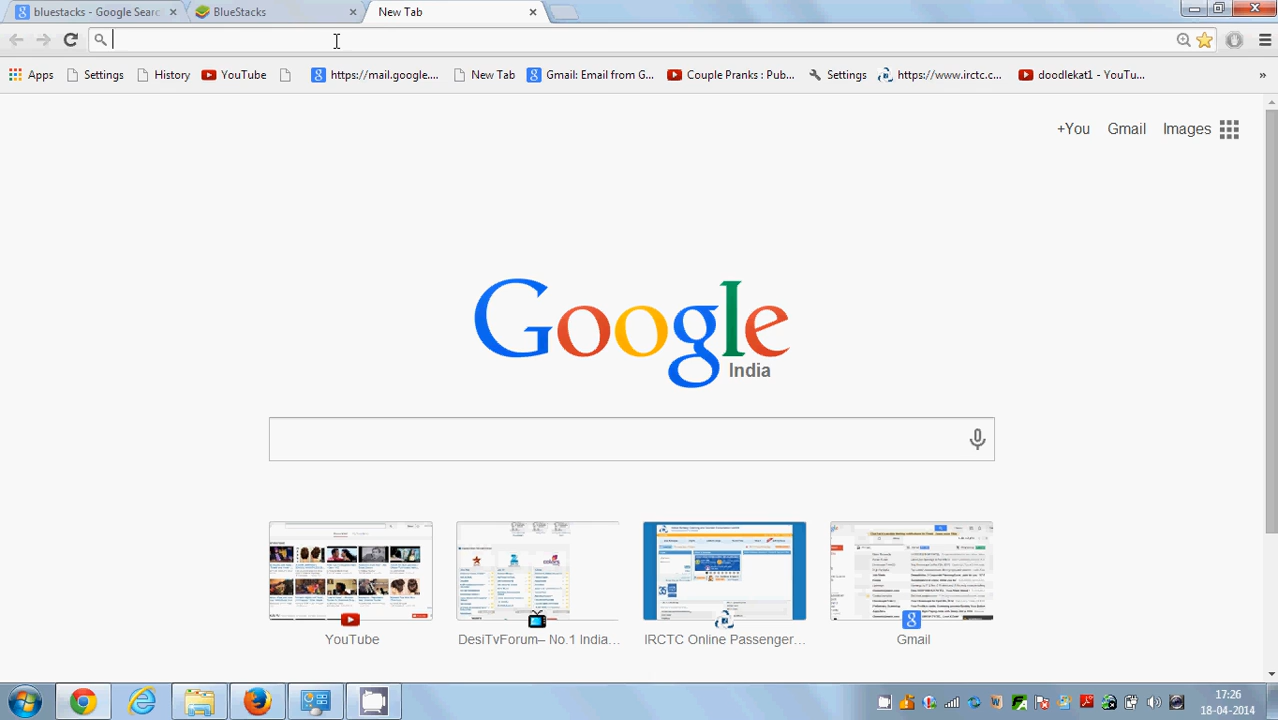 bluestacks - Google Searc
BlueStacks
New Tab
Apps
Settings
History
YouTube
https://mail.google....
New Tab
Gmail: Email from G...
Couple Pranks : Pub...
Settings
https://www.irctc.c...
doodlekat1 - YouTu...
»
+You
Gmail
Images
Google
India
YouTube
DesiTvForum– No.1 India...
IRCTC Online Passenger...
Gmail
17:26
18-04-2014